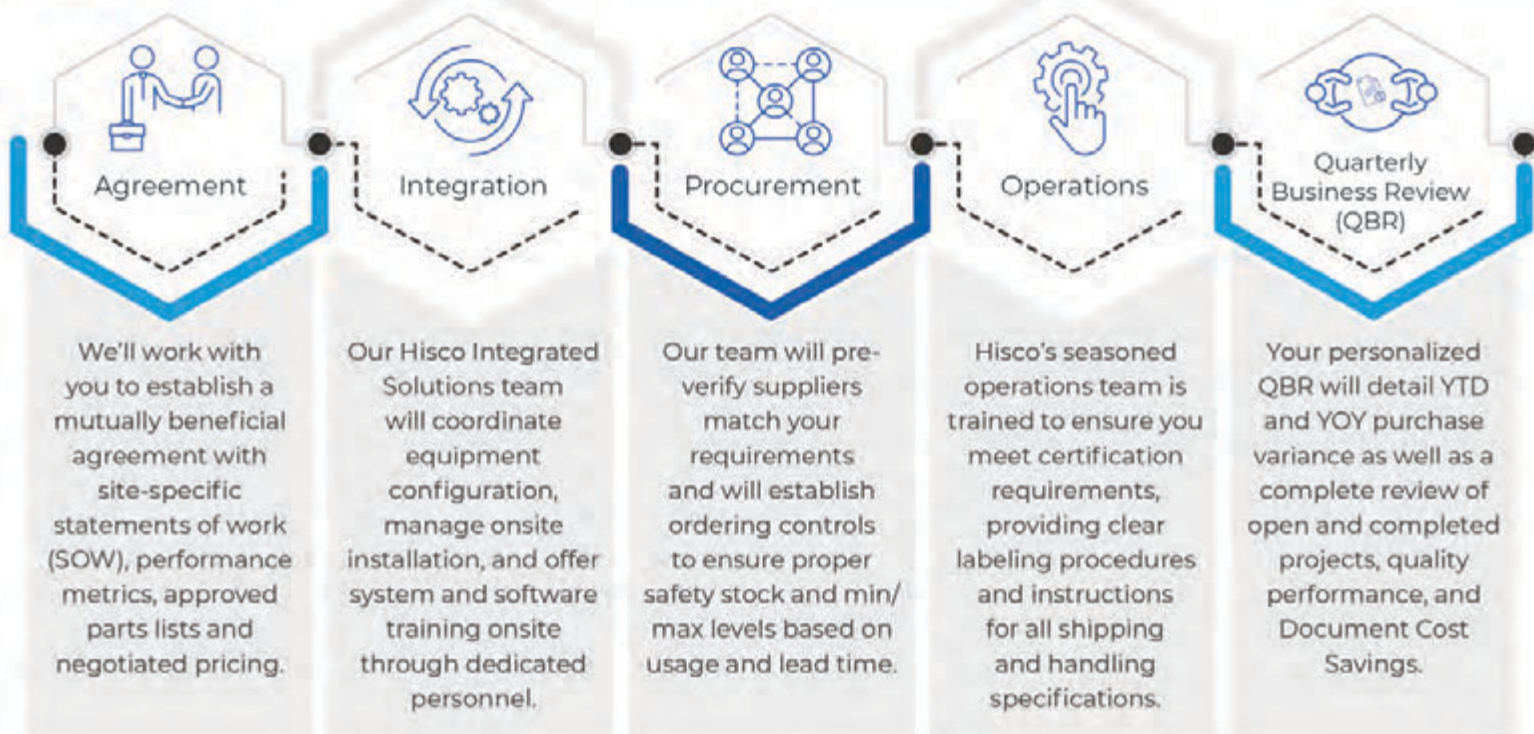 Agreement
We'll work with
you to establish a
mutually beneficial
agreement with
site-specific
statements of work
(SOW), performance
metrics, approved
parts lists and
negotiated pricing.
Integration
Our Hisco Integrated
Solutions team
will coordinate
equipment
configuration,
manage onsite
installation, and offer
system and software
training onsite
through dedicated
personnel.
Procurement
Our team will pre-
verify suppliers
match your
requirements
and will establish
ordering controls
to ensure proper
safety stock and min/
max levels based on
usage and lead time.
Operations
Hisco's seasoned
operations team is
trained to ensure you
meet certification
requirements,
providing clear
labeling procedures
and instructions
for all shipping
and handling
specifications.
Quarterly
Business Review
(QBR)
Your personalized
QBR will detail YTD
and YOY purchase
variance as well as a
complete review of
open and completed
projects, quality
performance, and
Document Cost
Savings.